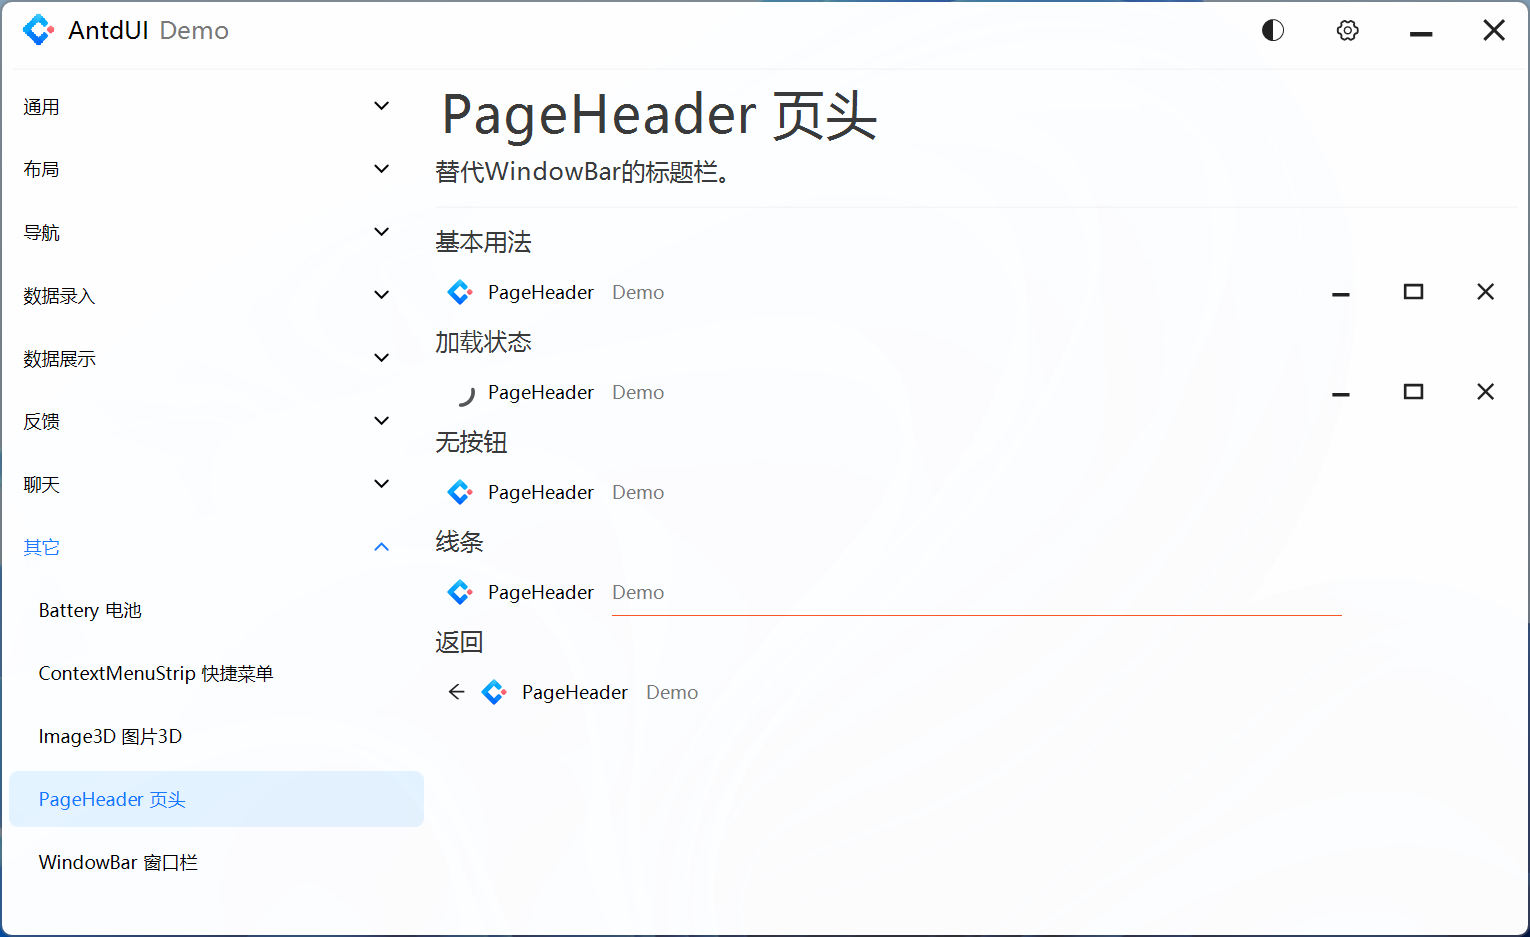 AntdUI Demo
通用
布局
导航
数据录入
数据展示
反馈
聊天
其它
Battery 电池
ContextMenuStrip 快捷菜单
Image3D 图片3D
PageHeader 页头
WindowBar 窗口栏
PageHeader 页头
替代WindowBar的标题栏。
基本用法
PageHeader Demo
加载状态
PageHeader Demo
无按钮
PageHeader Demo
线条
PageHeader Demo
返回
PageHeader Demo